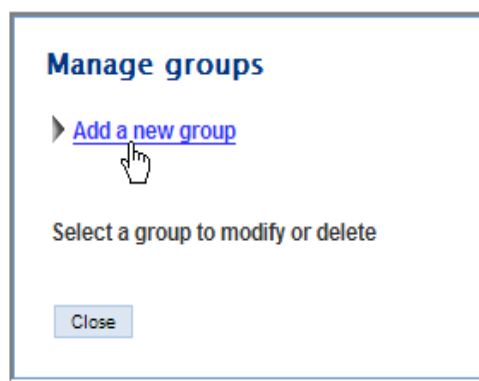 Manage groups
Add a new group
Select a group to modify or delete
Close